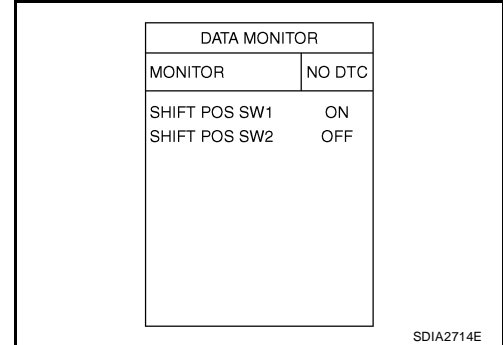 DATA MONITOR
MONITOR NO DTC
SHIFT POS SW1 ON
SHIFT POS SW2 OFF
SDIA2714E